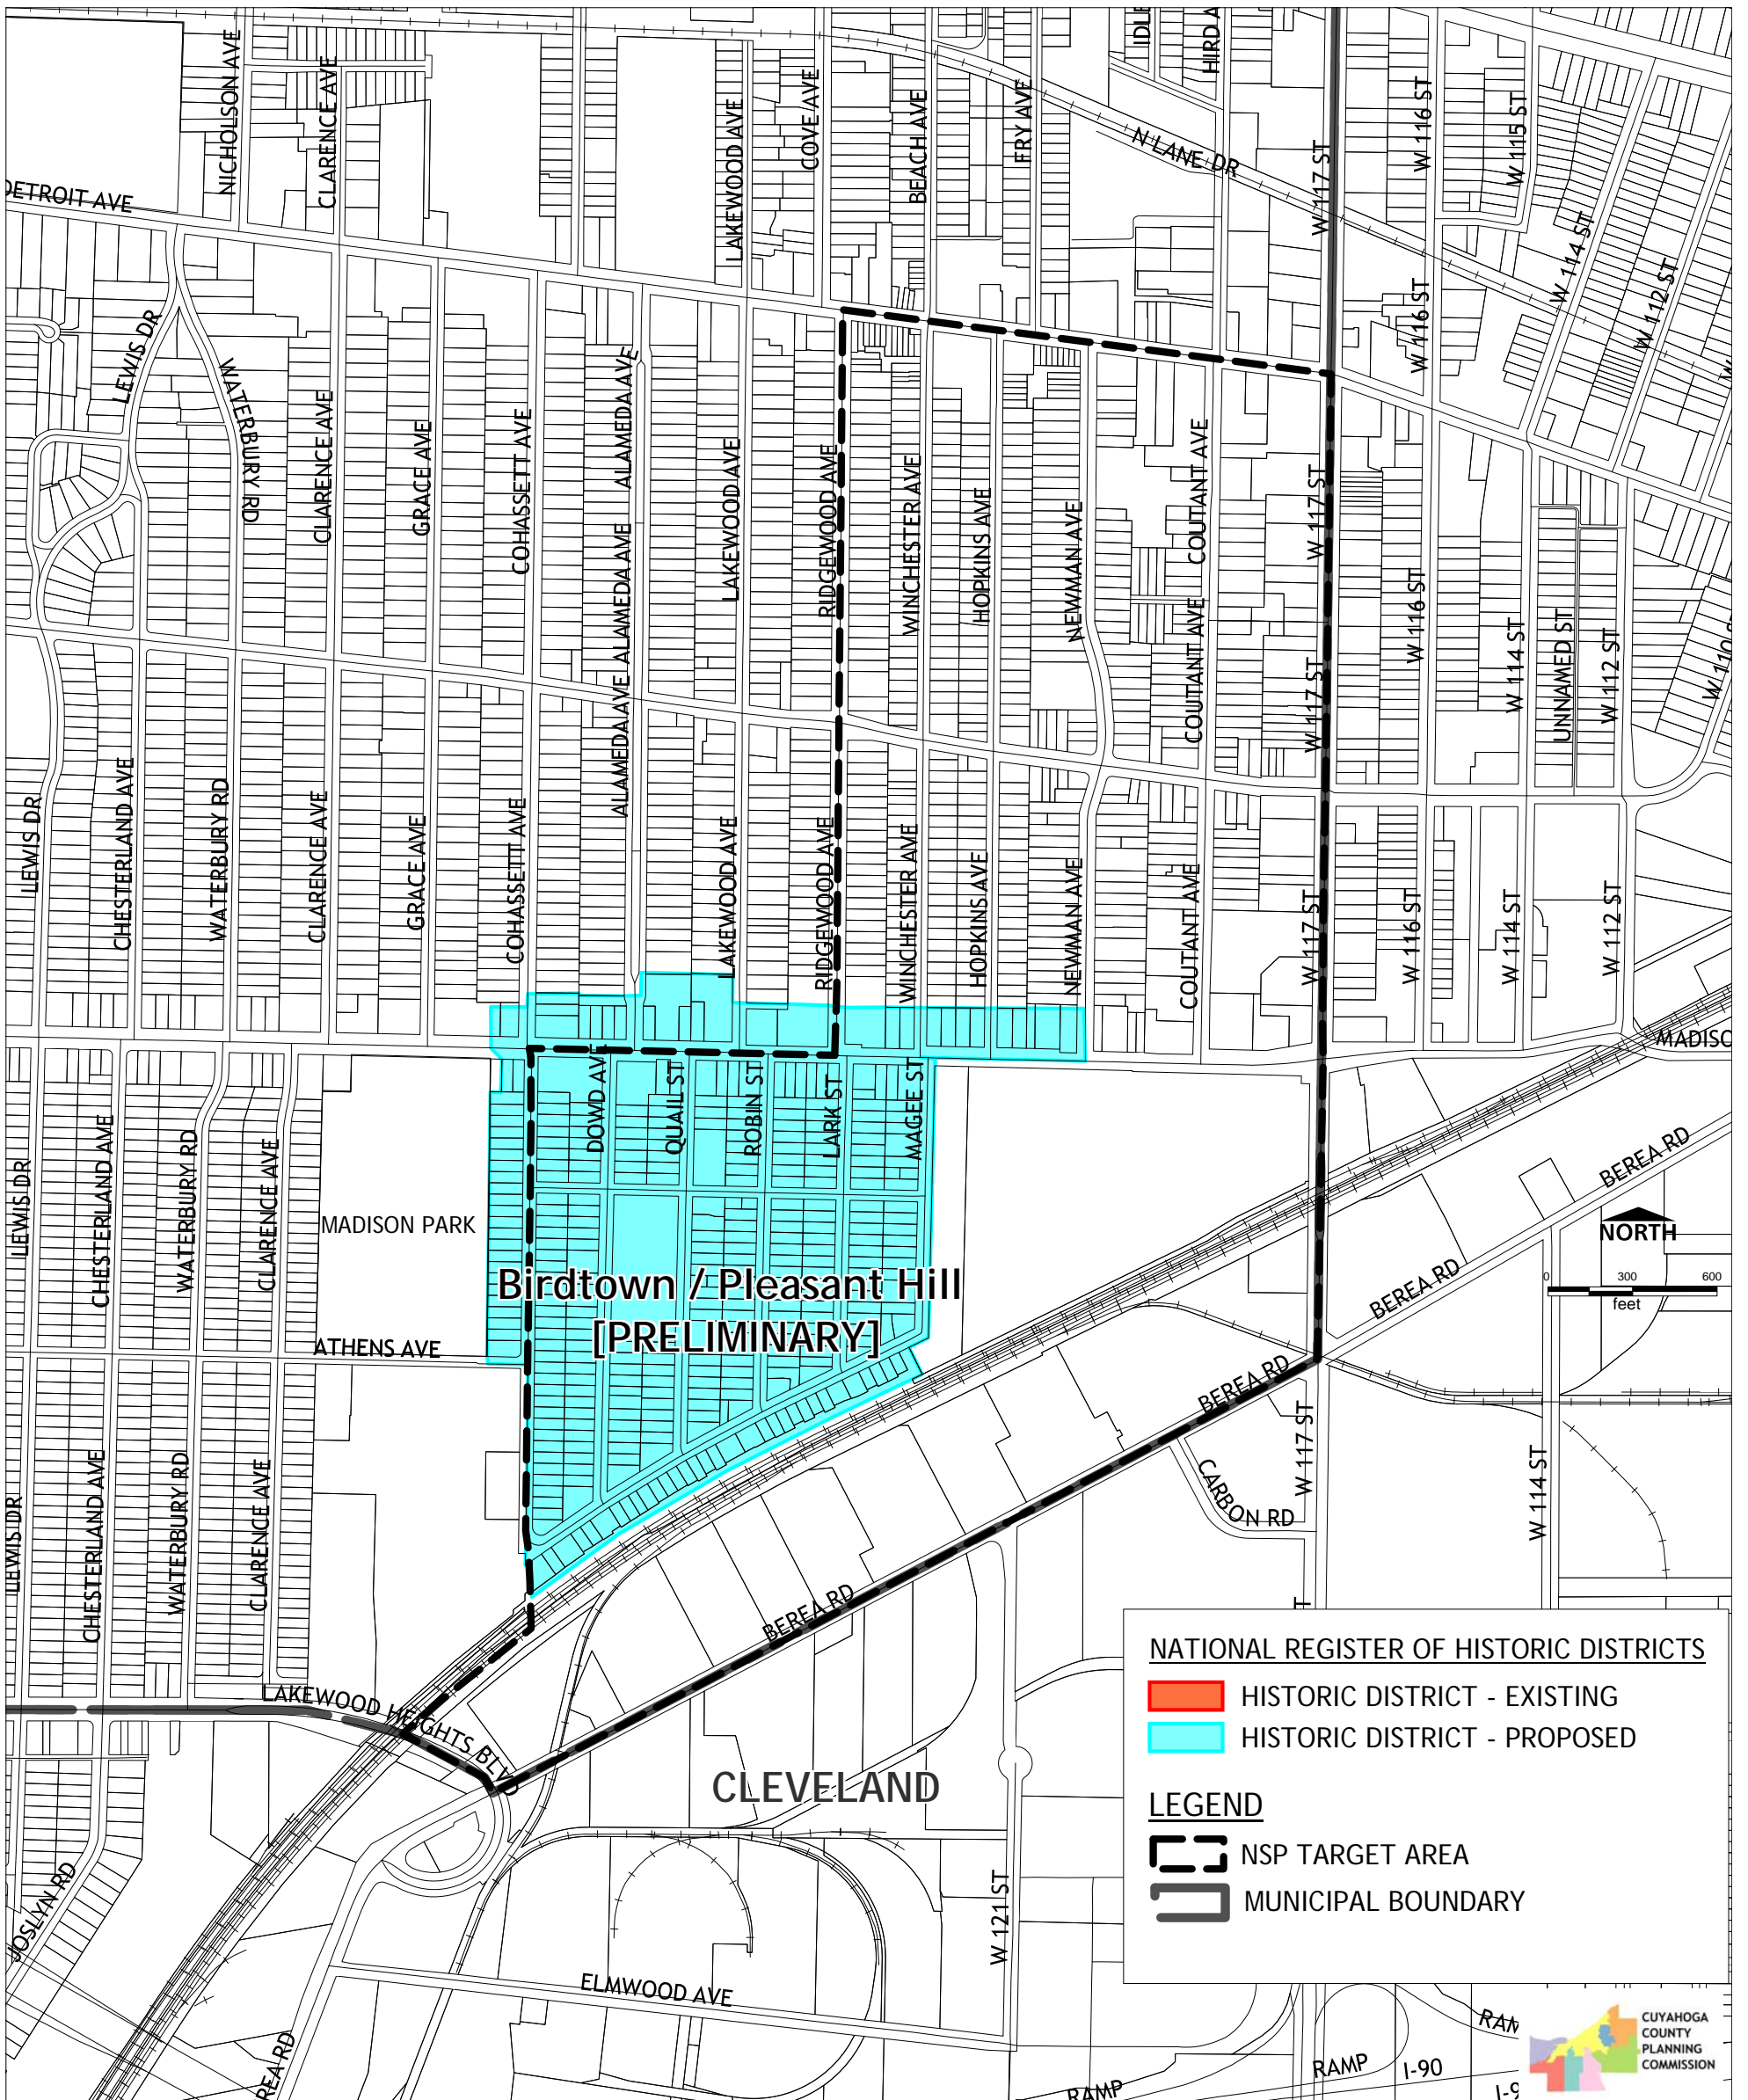 NICHOLSON AVE
CLARENCE AVE
LAKEWOOD AVE
COVE AVE
BEACH AVE
FRY AVE
HIRD A
N LANE DR
W 117 ST
W 116 ST
W 115 ST
W 114 ST
W 112 ST
DETROIT AVE
LEWIS DR
WATERBURY RD
CLARENCE AVE
GRACE AVE
COHASSETT AVE
ALAMEDA AVE
ALAMEDA AVE
ALAMEDA AVE
ALAMEDA AVE
LAKEWOOD AVE
RIDGEWOOD AVE
WINCHESTER AVE
HOPKINS AVE
NEWMAN AVE
COUTANT AVE
COUTANT AVE
W 117 ST
W 117 ST
W 116 ST
W 116 ST
W 114 ST
UNNAMED ST
W 112 ST
LEWIS DR
CHESTERLAND AVE
WATERBURY RD
CLARENCE AVE
GRACE AVE
COHASSETT AVE
LAKEWOOD AVE
RIDGEWOOD AVE
WINCHESTER AVE
HOPKINS AVE
NEWMAN AVE
COUTANT AVE
W 117 ST
W 116 ST
W 114 ST
W 112 ST
MADISO
DOWD AVE
QUAIL ST
ROBIN ST
LARK ST
MAGEE ST
LEWIS DR
CHESTERLAND AVE
WATERBURY RD
CLARENCE AVE
MADISON PARK
Birdtown / Pleasant Hill
[PRELIMINARY]
ATHENS AVE
BEREA RD
BEREA RD
BEREA RD
BEREA RD
NORTH
0 300 600
feet
W 117 ST
CARBON RD
W 114 ST
LEWIS DR
CHESTERLAND AVE
WATERBURY RD
CLARENCE AVE
LAKEWOOD HEIGHTS BLVD
CLEVELAND
JOSLYN RD
W 121 ST
ELMWOOD AVE
REA RD
NATIONAL REGISTER OF HISTORIC DISTRICTS
HISTORIC DISTRICT - EXISTING
HISTORIC DISTRICT - PROPOSED
LEGEND
NSP TARGET AREA
MUNICIPAL BOUNDARY
RAMP
RAMP
I-90
CUYAHOGA
COUNTY
PLANNING
COMMISSION